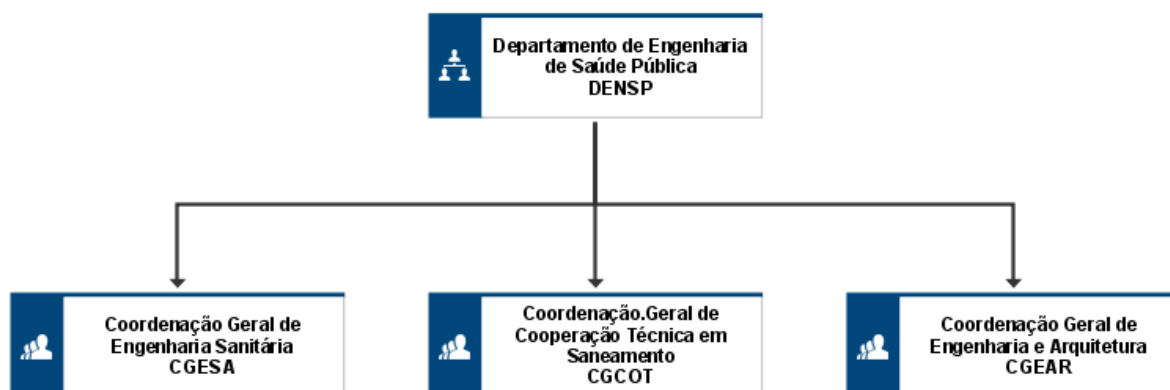 Departamento de Engenharia
de Saúde Pública
DENSP
Coordenação Geral de
Engenharia Sanitária
CGESA
Coordenação.Geral de
Cooperação Técnica em
Saneamento
CGCOT
Coordenação Geral de
Engenharia e Arquitetura
CGEAR